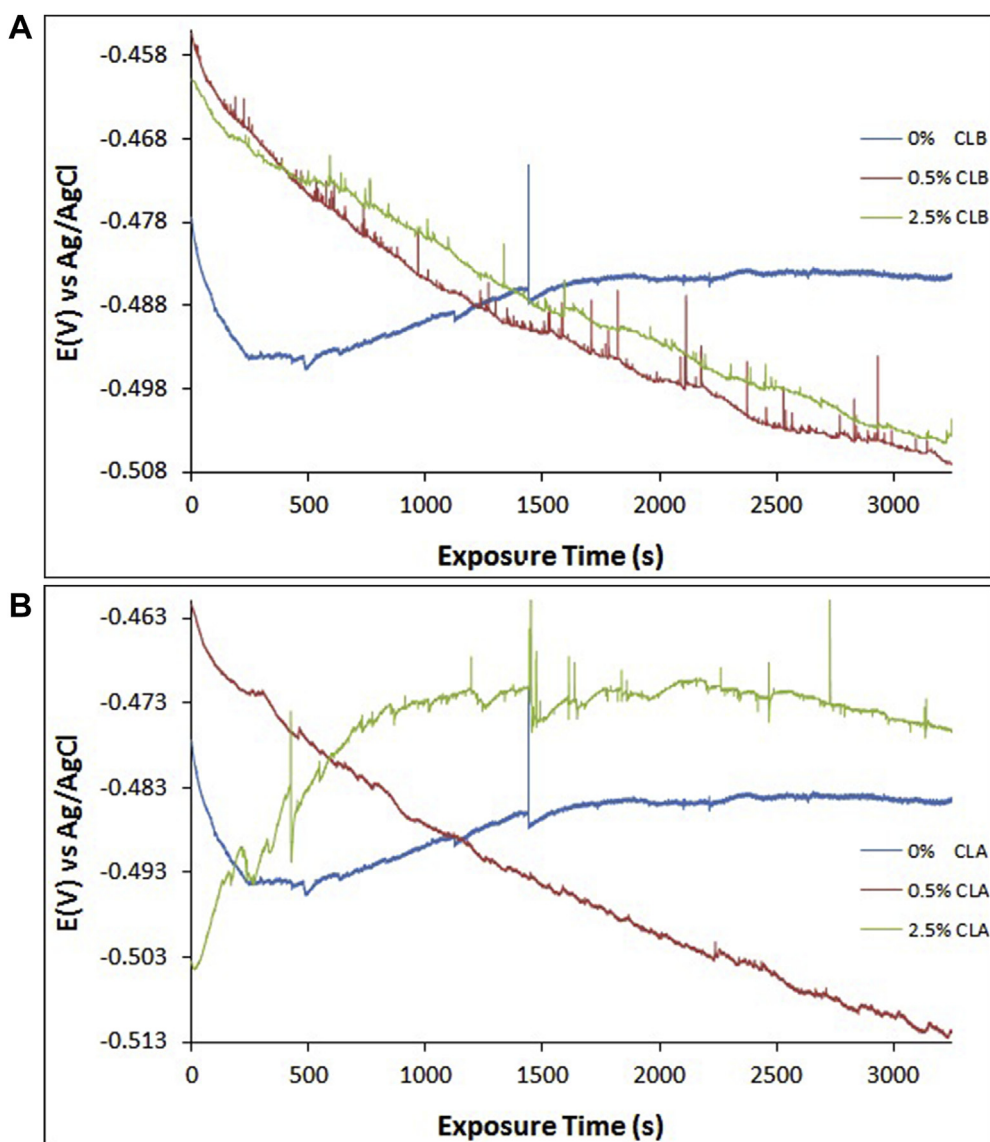 A
-0.458
-0.468
-0.478
-0.488
-0.498
-0.508
E(V) vs Ag/AgCl
0% CLB
0.5% CLB
2.5% CLB
0 500 1000 1500 2000 2500 3000
Exposure Time (s)
B
-0.463
-0.473
-0.483
-0.493
-0.503
-0.513
E(V) vs Ag/AgCl
0% CLA
0.5% CLA
2.5% CLA
0 500 1000 1500 2000 2500 3000
Exposure Time (s)